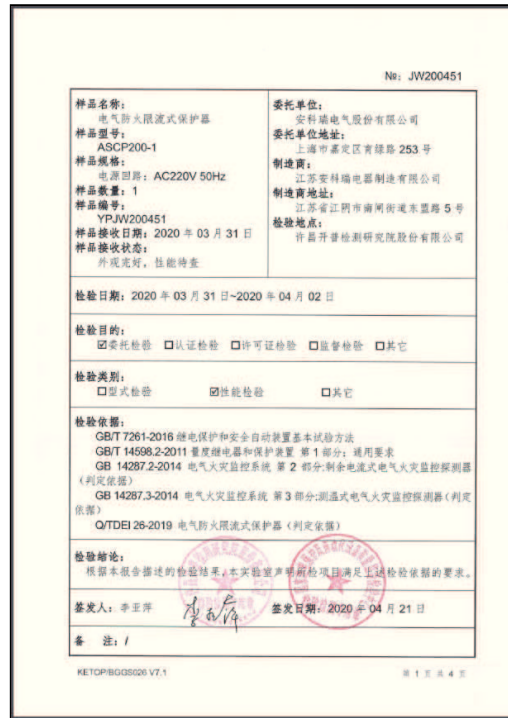 №: JW200451
样品名称:
电气防火限流式保护器
样品型号:
ASCP200-1
样品规格:
电源回路: AC220V 50Hz
样品数量: 1
样品编号:
YPJW200451
样品接收日期: 2020 年 03 月 31 日
样品接收状态:
外观完好, 性能待查
委托单位:
安科瑞电气股份有限公司
委托单位地址:
上海市嘉定区育绿路 253 号
制造商:
江苏安科瑞电器制造有限公司
制造商地址:
江苏省江阴市南闸街道东盟路 5 号
检验地点:
许昌开普检测研究院股份有限公司
检验日期: 2020 年 03 月 31 日~2020 年 04 月 02 日
检验目的:
☑委托检验 □认证检验 □许可证检验 □监督检验 □其它
检验类别:
□型式检验 ☑性能检验 □其它
检验依据:
GB/T 7261-2016 继电保护和安全自动装置基本试验方法
GB/T 14598.2-2011 量度继电器和保护装置 第 1 部分: 通用要求
GB 14287.2-2014 电气火灾监控系统 第 2 部分:剩余电流式电气火灾监控探测器
(判定依据)
GB 14287.3-2014 电气火灾监控系统 第 3 部分:测温式电气火灾监控探测器(判定
依据)
Q/TDEI 26-2019 电气防火限流式保护器 (判定依据)
检验结论:
根据本报告描述的检验结果,本实验室声明所检项目满足上述检验依据的要求。
签发人: 李亚萍
签发日期: 2020 年 04 月 21 日
备 注: /
KETOP/BGGS026 V7.1
第 1 页 共 4 页